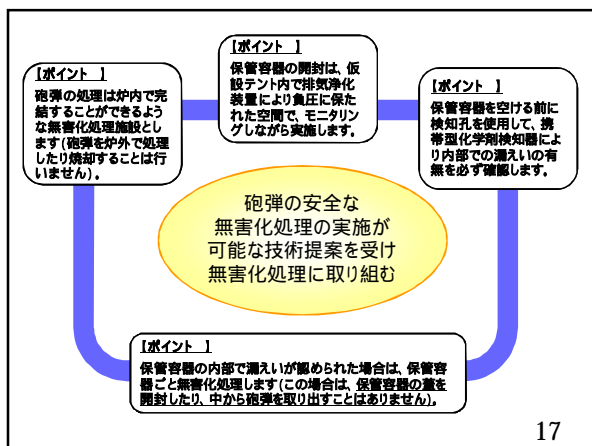 【ポイント　】
砲弾の処理は炉内で完
結することができるよう
な無害化処理施設とし
ます(砲弾を炉外で処理
したり焼却することは行
いません）。
【ポイント　】
保管容器の開封は、仮
設テント内で排気浄化
装置により負圧に保た
れた空間で、モニタリン
グしながら実施します。
【ポイント　】
保管容器を空ける前に
検知孔を使用して、携
帯型化学剤検知器によ
り内部での漏えいの有
無を必ず確認します。
砲弾の安全な
無害化処理の実施が
可能な技術提案を受け
無害化処理に取り組む
【ポイント　】
保管容器の内部で漏えいが認められた場合は、保管容
器ごと無害化処理します(この場合は、保管容器の蓋を
開封したり、中から砲弾を取り出すことはありません)。
17